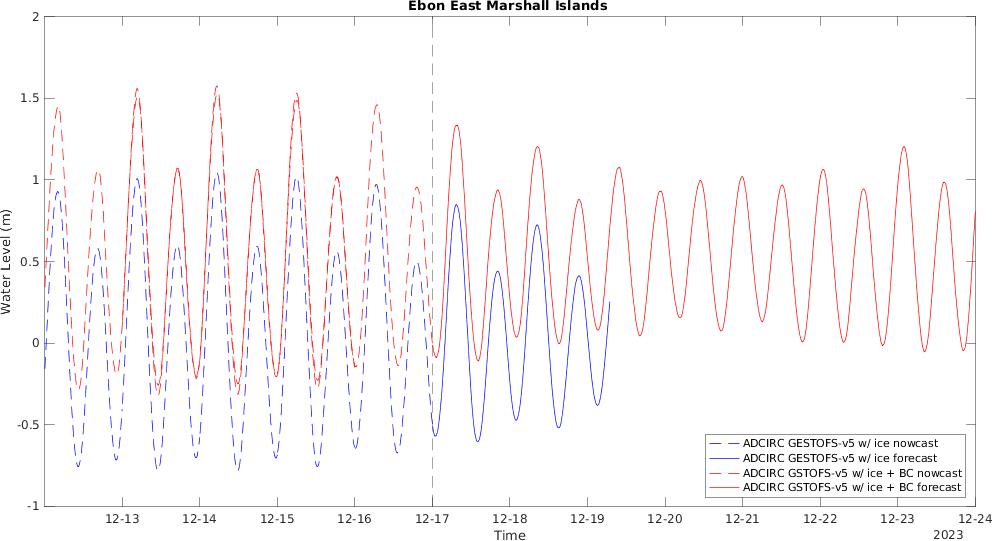 Ebon East Marshall Islands
2
1.5
1
0.5
0
-0.5
-1
Water Level (m)
12-13
12-14
12-15
12-16
12-17
12-18
12-19
12-20
12-21
12-22
12-23
12-24
2023
Time
ADCIRC GESTOFS-v5 w/ ice nowcast
ADCIRC GESTOFS-v5 w/ ice forecast
ADCIRC GSTOFS-v5 w/ ice + BC nowcast
ADCIRC GSTOFS-v5 w/ ice + BC forecast